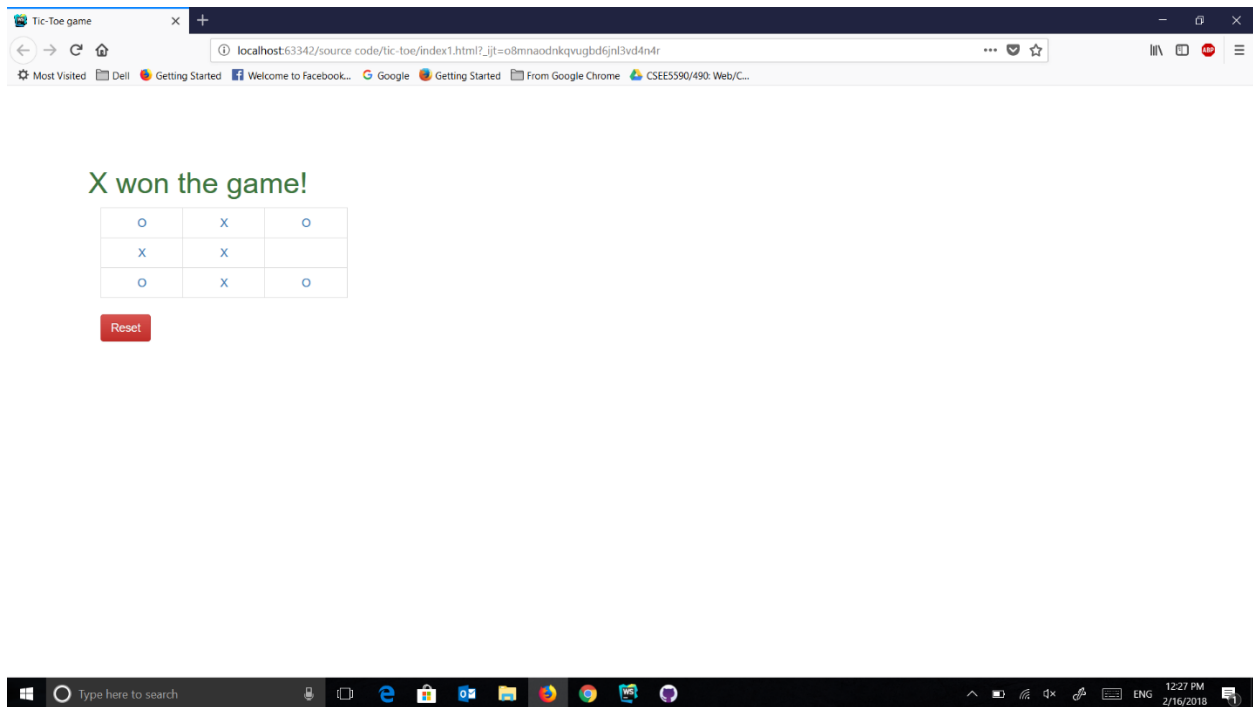 Tic-Toe game
localhost:63342/source code/tic-toe/index1.html?_ijt=o8mnaodnkqvugbd6jnl3vd4n4r
Most Visited Dell Getting Started Welcome to Facebook... Google Getting Started From Google Chrome CSEE5590/490: Web/C...
X won the game!
O X O
X X
O X O
Reset
Type here to search
ENG
12:27 PM
2/16/2018